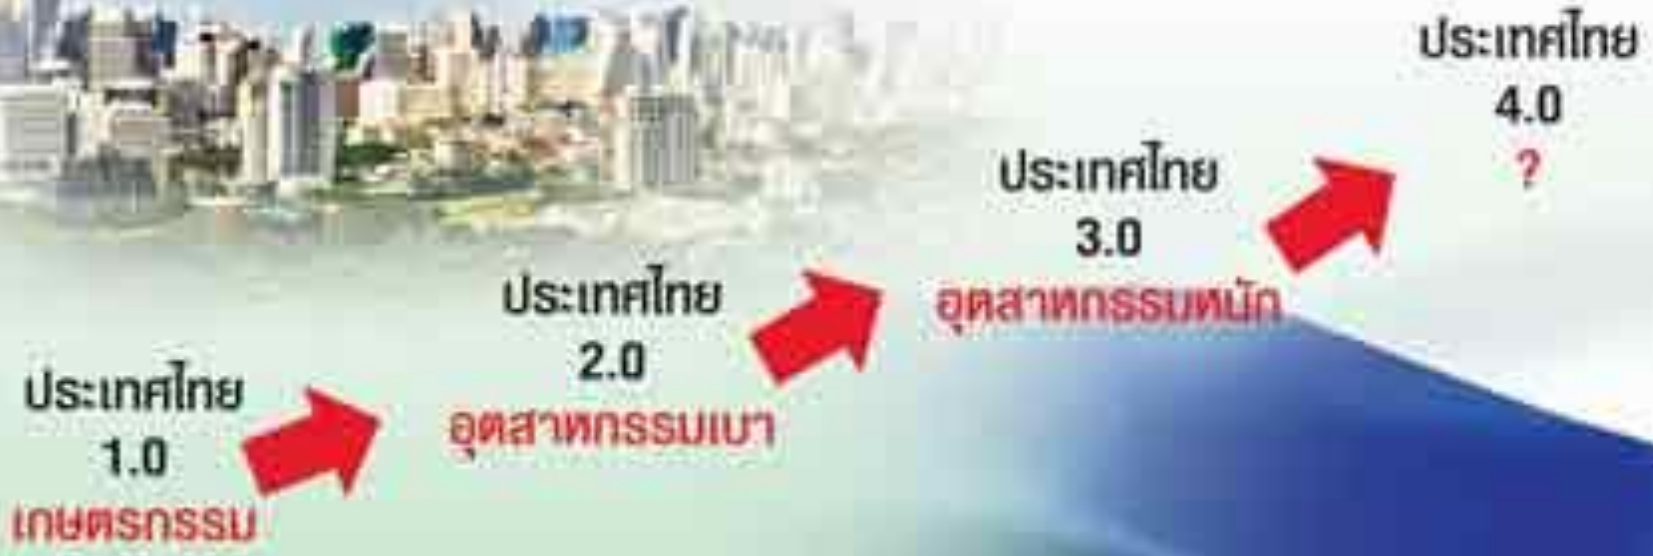 ประเทศไทย
1.0
เกษตรกรรม
ประเทศไทย
2.0
อุตสาหกรรมเบา
ประเทศไทย
3.0
อุตสาหกรรมหนัก
ประเทศไทย
4.0
?